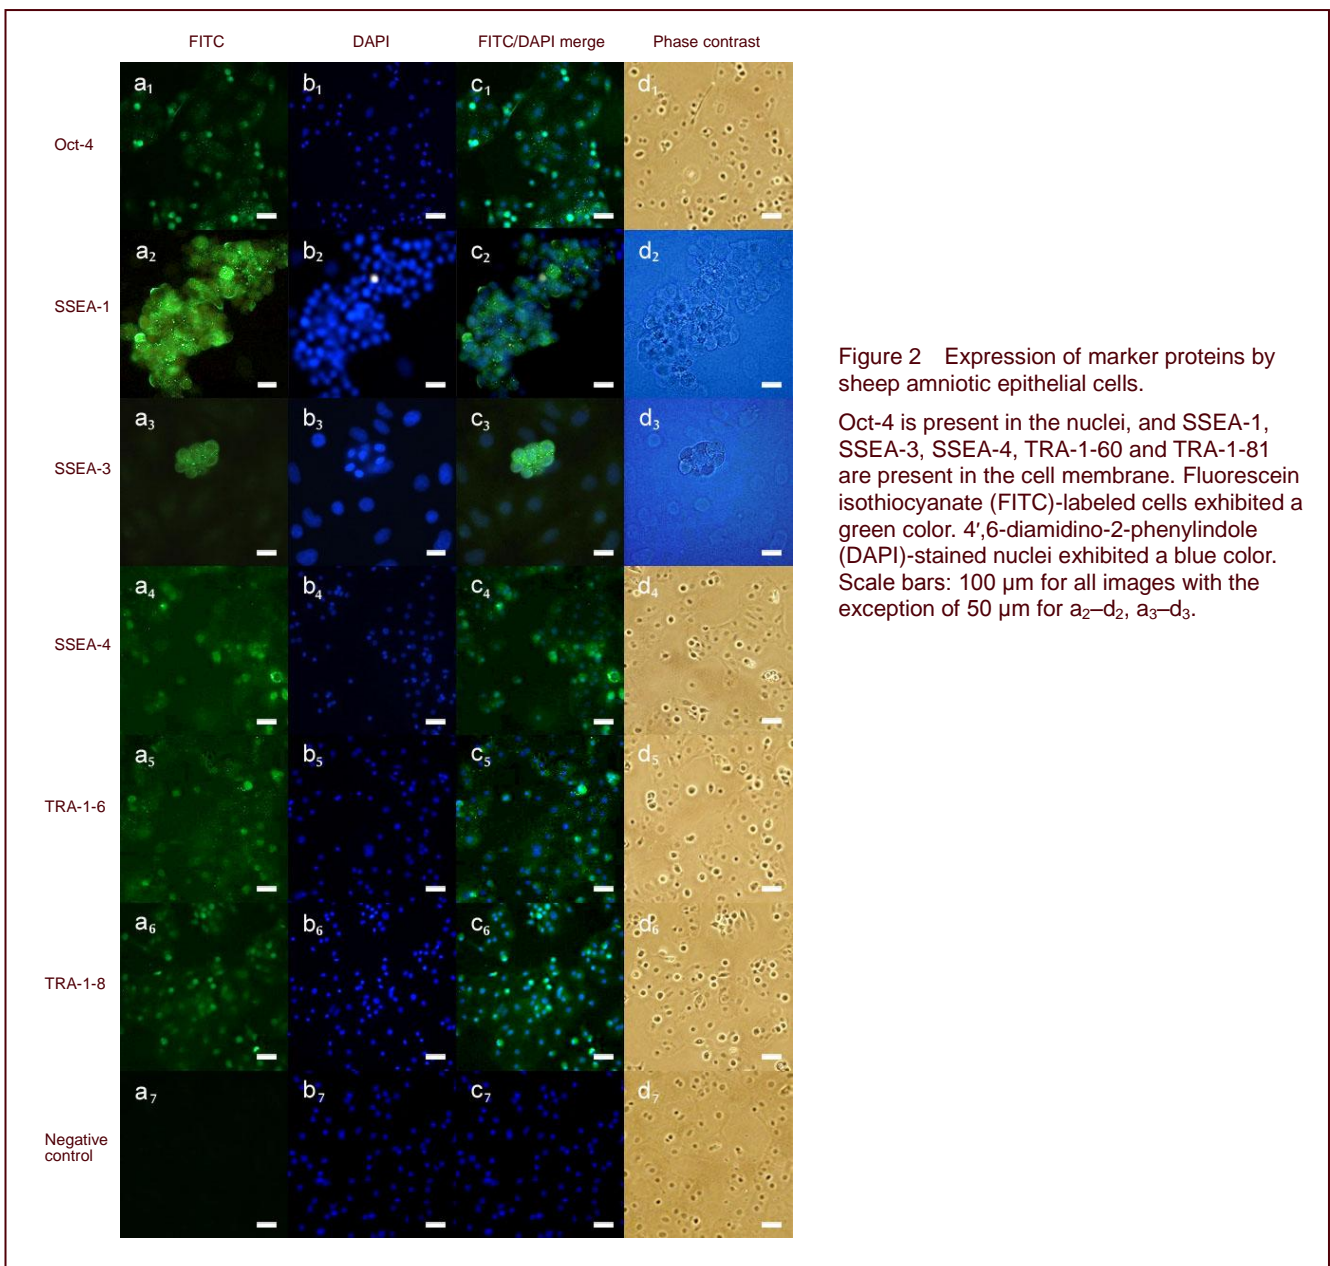 FITC DAPI FITC/DAPI merge Phase contrast
Oct-4 a1 b1 c1 d1
SSEA-1 a2 b2 c2 d2
SSEA-3 a3 b3 c3 d3
SSEA-4 a4 b4 c4 d4
TRA-1-6 a5 b5 c5 d5
TRA-1-8 a6 b6 c6 d6
a7 b7 c7 d7
Negative
control
Figure 2 Expression of marker proteins by
sheep amniotic epithelial cells.
Oct-4 is present in the nuclei, and SSEA-1,
SSEA-3, SSEA-4, TRA-1-60 and TRA-1-81
are present in the cell membrane. Fluorescein
isothiocyanate (FITC)-labeled cells exhibited a
green color. 4′,6-diamidino-2-phenylindole
(DAPI)-stained nuclei exhibited a blue color.
Scale bars: 100 μm for all images with the
exception of 50 μm for a2–d2, a3–d3.